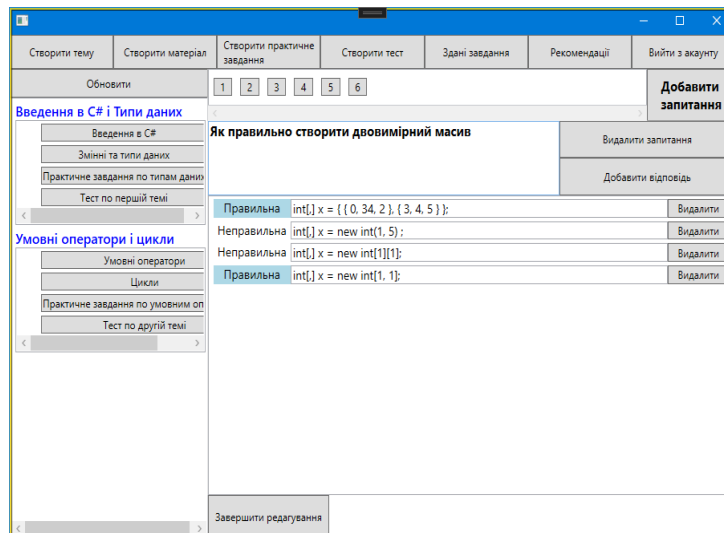 Створити тему
Створити матеріал
Створити практичне
завдання
Створити тест
Здані завдання
Рекомендації
Вийти з акаунту
Обновити
Введення в C# і Типи даних
Введення в C#
Змінні та типи даних
Практичне завдання по типам даних
Тест по першій темі
Умовні оператори і цикли
Умовні оператори
Цикли
Практичне завдання по умовним оп
Тест по другій темі
1 2 3 4 5 6
Добавити
запитання
Як правильно створити двовимірний масив
Видалити запитання
Добавити відповідь
Правильна int[,] x = { { 0, 34, 2 }, { 3, 4, 5 } }; Видалити
Неправильна int[,] x = new int(1, 5) ; Видалити
Неправильна int[,] x = new int[1][1]; Видалити
Правильна int[,] x = new int[1, 1]; Видалити
Завершити редагування